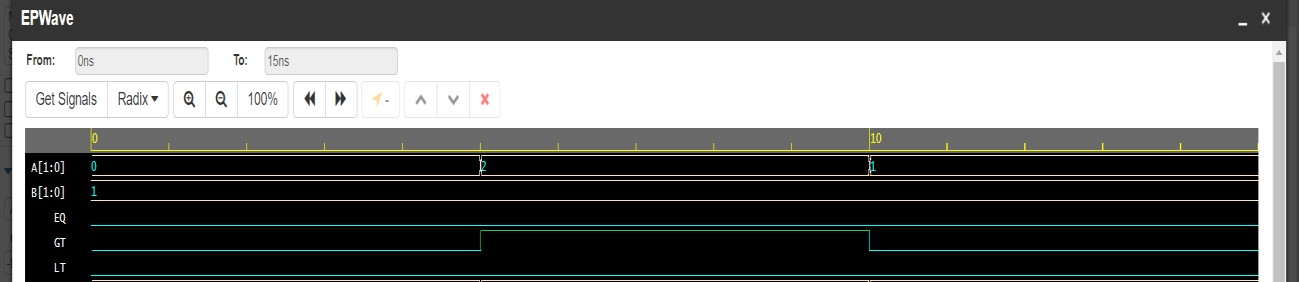 EPWave
From: 0ns To: 15ns
Get Signals Radix 100% -
0 10
A[1:0] 0 2 1
B[1:0] 1
EQ
GT
LT